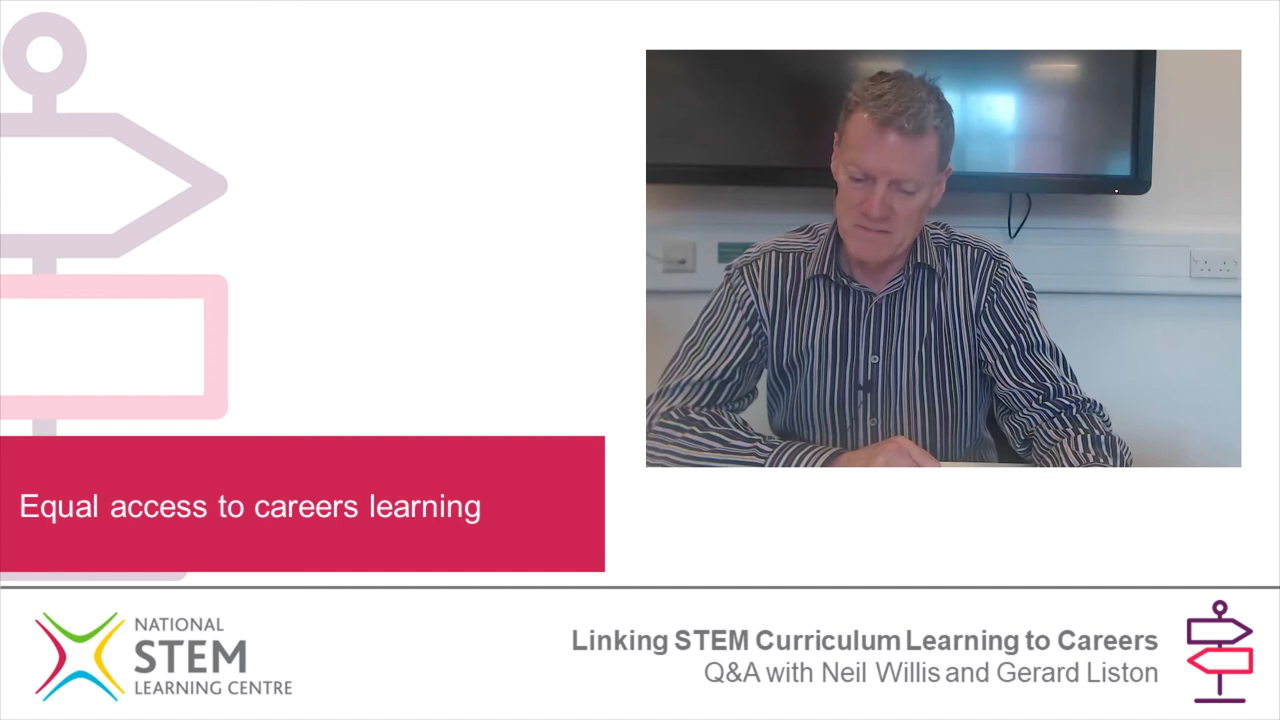 Equal access to careers learning
NATIONAL
STEM
LEARNING CENTRE
Linking STEM Curriculum Learning to Careers
Q&A with Neil Willis and Gerard Liston